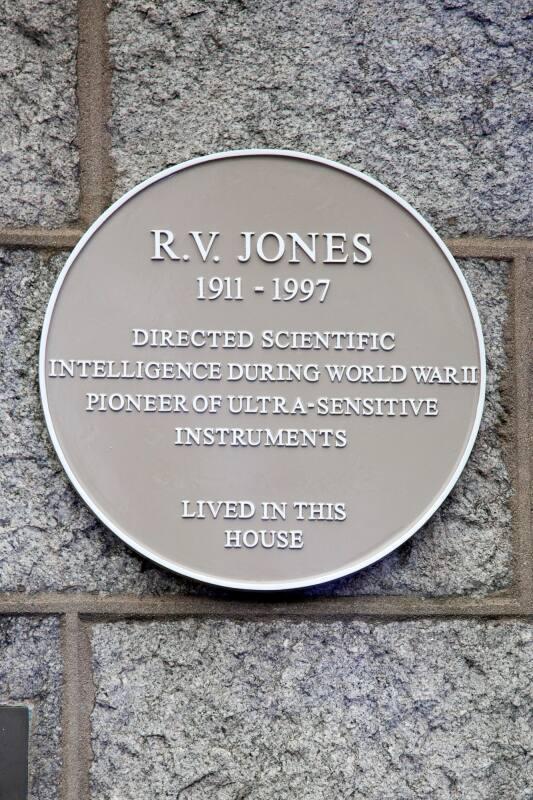 R.V. JONES
1911 - 1997
DIRECTED SCIENTIFIC
INTELLIGENCE DURING WORLD WAR II
PIONEER OF ULTRA-SENSITIVE
INSTRUMENTS
LIVED IN THIS
HOUSE